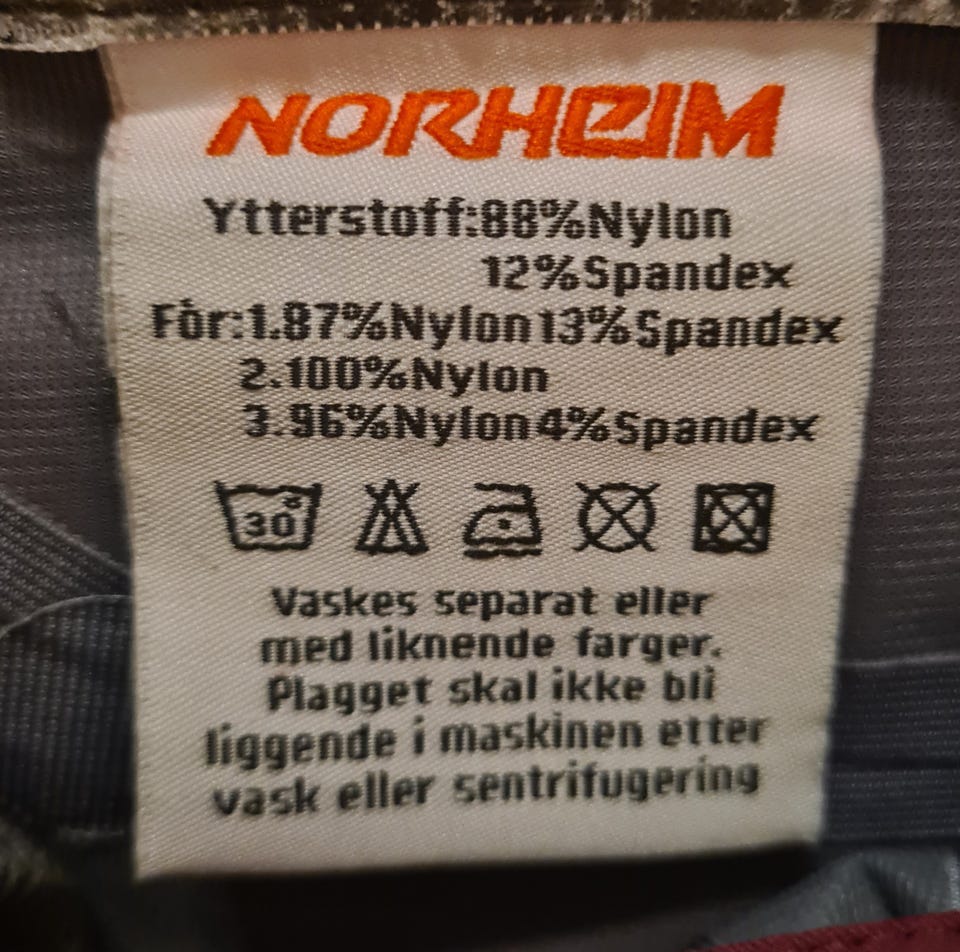 NORHEIM
Ytterstoff:88%Nylon
12%Spandex
Fôr:1.87%Nylon13%Spandex
2.100%Nylon
3.96%Nylon4%Spandex
30°
Vaskes separat eller
med liknende farger.
Plagget skal ikke bli
liggende i maskinen etter
vask eller sentrifugering